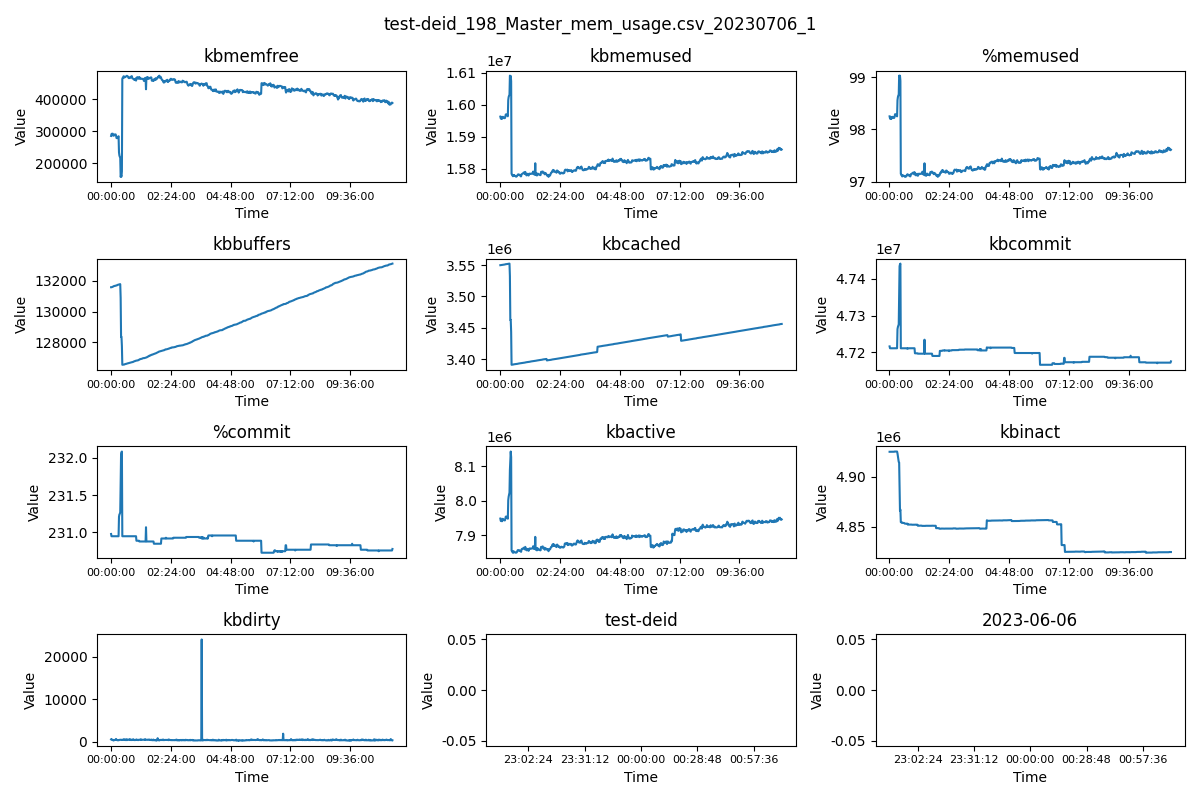 test-deid_198_Master_mem_usage.csv_20230706_1
kbmemfree
Value
400000
300000
200000
00:00:00 02:24:00 04:48:00 07:12:00 09:36:00
Time
kbmemused
1e7
Value
1.61
1.60
1.59
1.58
00:00:00 02:24:00 04:48:00 07:12:00 09:36:00
Time
%memused
Value
99
98
97
00:00:00 02:24:00 04:48:00 07:12:00 09:36:00
Time
kbbuffers
Value
132000
130000
128000
00:00:00 02:24:00 04:48:00 07:12:00 09:36:00
Time
kbcached
1e6
Value
3.55
3.50
3.45
3.40
00:00:00 02:24:00 04:48:00 07:12:00 09:36:00
Time
kbcommit
1e7
Value
4.74
4.73
4.72
00:00:00 02:24:00 04:48:00 07:12:00 09:36:00
Time
%commit
Value
232.0
231.5
231.0
00:00:00 02:24:00 04:48:00 07:12:00 09:36:00
Time
kbactive
1e6
Value
8.1
8.0
7.9
00:00:00 02:24:00 04:48:00 07:12:00 09:36:00
Time
kbinact
1e6
Value
4.90
4.85
00:00:00 02:24:00 04:48:00 07:12:00 09:36:00
Time
kbdirty
Value
20000
10000
0
00:00:00 02:24:00 04:48:00 07:12:00 09:36:00
Time
test-deid
Value
0.05
0.00
-0.05
23:02:24 23:31:12 00:00:00 00:28:48 00:57:36
Time
2023-06-06
Value
0.05
0.00
-0.05
23:02:24 23:31:12 00:00:00 00:28:48 00:57:36
Time